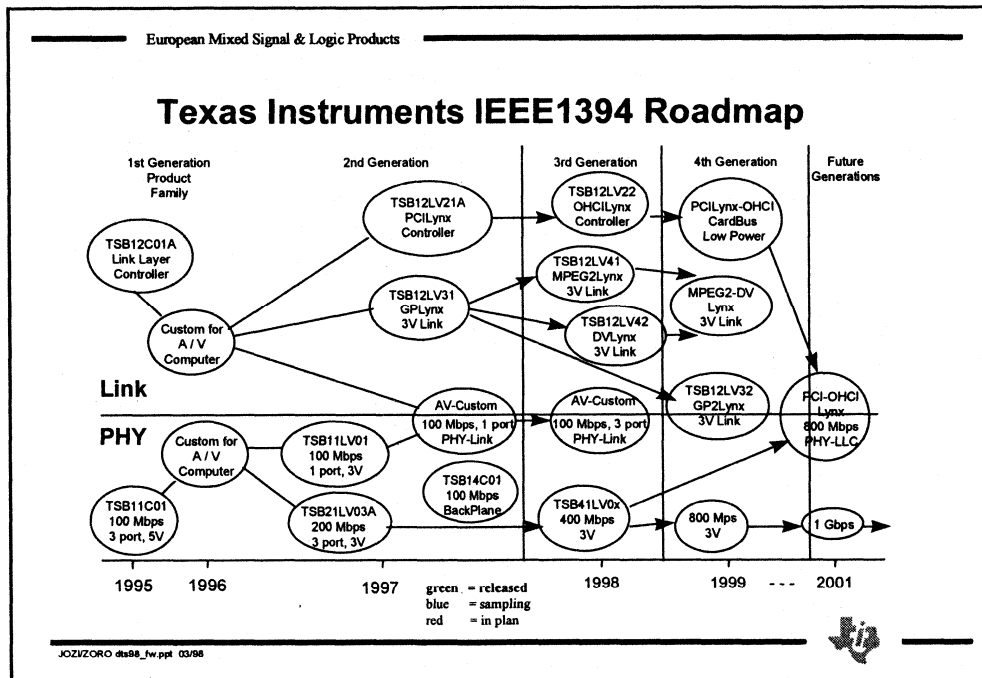 European Mixed Signal & Logic Products
Texas Instruments IEEE1394 Roadmap
1st Generation
Product
Family
2nd Generation
3rd Generation
4th Generation
Future
Generations
TSB12C01A
Link Layer
Controller
Custom for
A / V
Computer
TSB12LV21A
PCILynx
Controller
TSB12LV31
GPLynx
3V Link
TSB12LV22
OHCILynx
Controller
TSB12LV41
MPEG2Lynx
3V Link
TSB12LV42
DVLynx
3V Link
PCILynx-OHCI
CardBus
Low Power
MPEG2-DV
Lynx
3V Link
TSB12LV32
GP2Lynx
3V Link
PCI-OHCI
Lynx
800 Mbps
PHY-LLC
Link
PHY
AV-Custom
100 Mbps, 1 port
PHY-Link
AV-Custom
100 Mbps, 3 port
PHY-Link
Custom for
A / V
Computer
TSB11C01
100 Mbps
3 port, 5V
TSB11LV01
100 Mbps
1 port, 3V
TSB21LV03A
200 Mbps
3 port, 3V
TSB14C01
100 Mbps
BackPlane
TSB41LV0x
400 Mbps
3V
800 Mps
3V
1 Gbps
1995
1996
1997
1998
1999
- - -
2001
green = released
blue = sampling
red = in plan
JOZI/ZORO dts98_fw.ppt 03/98
ti